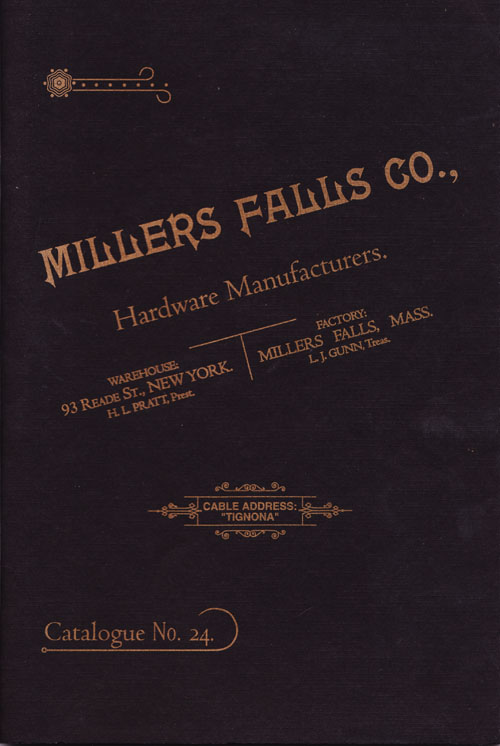 MILLERS FALLS CO.,
Hardware Manufacturers.
WAREHOUSE:
93 READE ST., NEW YORK.
H. L. PRATT, Prest.
FACTORY:
MILLERS FALLS, MASS.
L. J. GUNN, Treas.
CABLE ADDRESS:
"TIGNONA"
Catalogue No. 24.